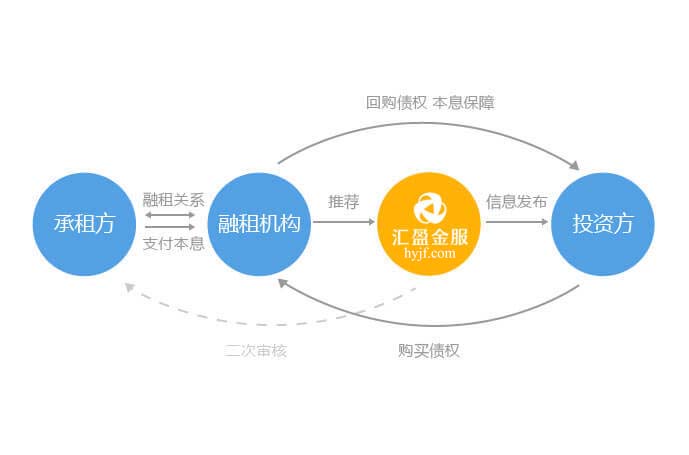 回购债权 本息保障
承租方
融租关系
支付本息
融租机构
推荐
汇盈金服
hyjf.com
信息发布
投资方
二次审核
购买债权